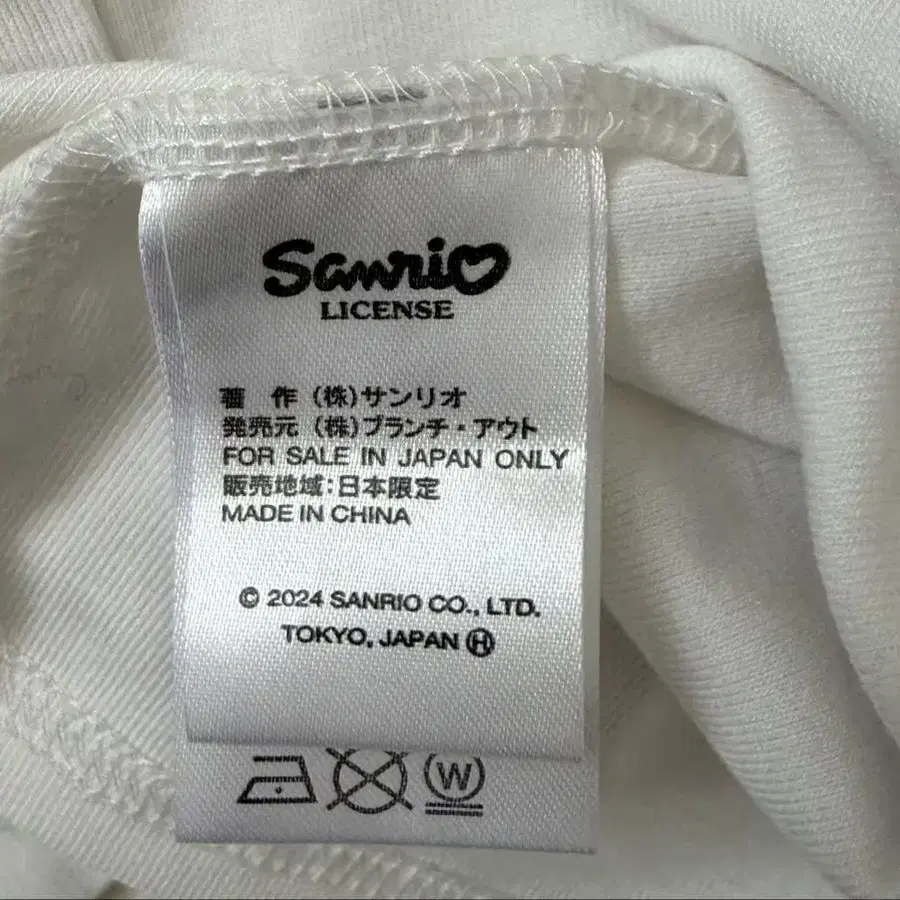 Sanrio
LICENSE
著 作 (株)サンリオ
発売元 (株)ブランチ・アウト
FOR SALE IN JAPAN ONLY
販売地域:日本限定
MADE IN CHINA
© 2024 SANRIO CO., LTD.
TOKYO, JAPAN Ⓗ
W